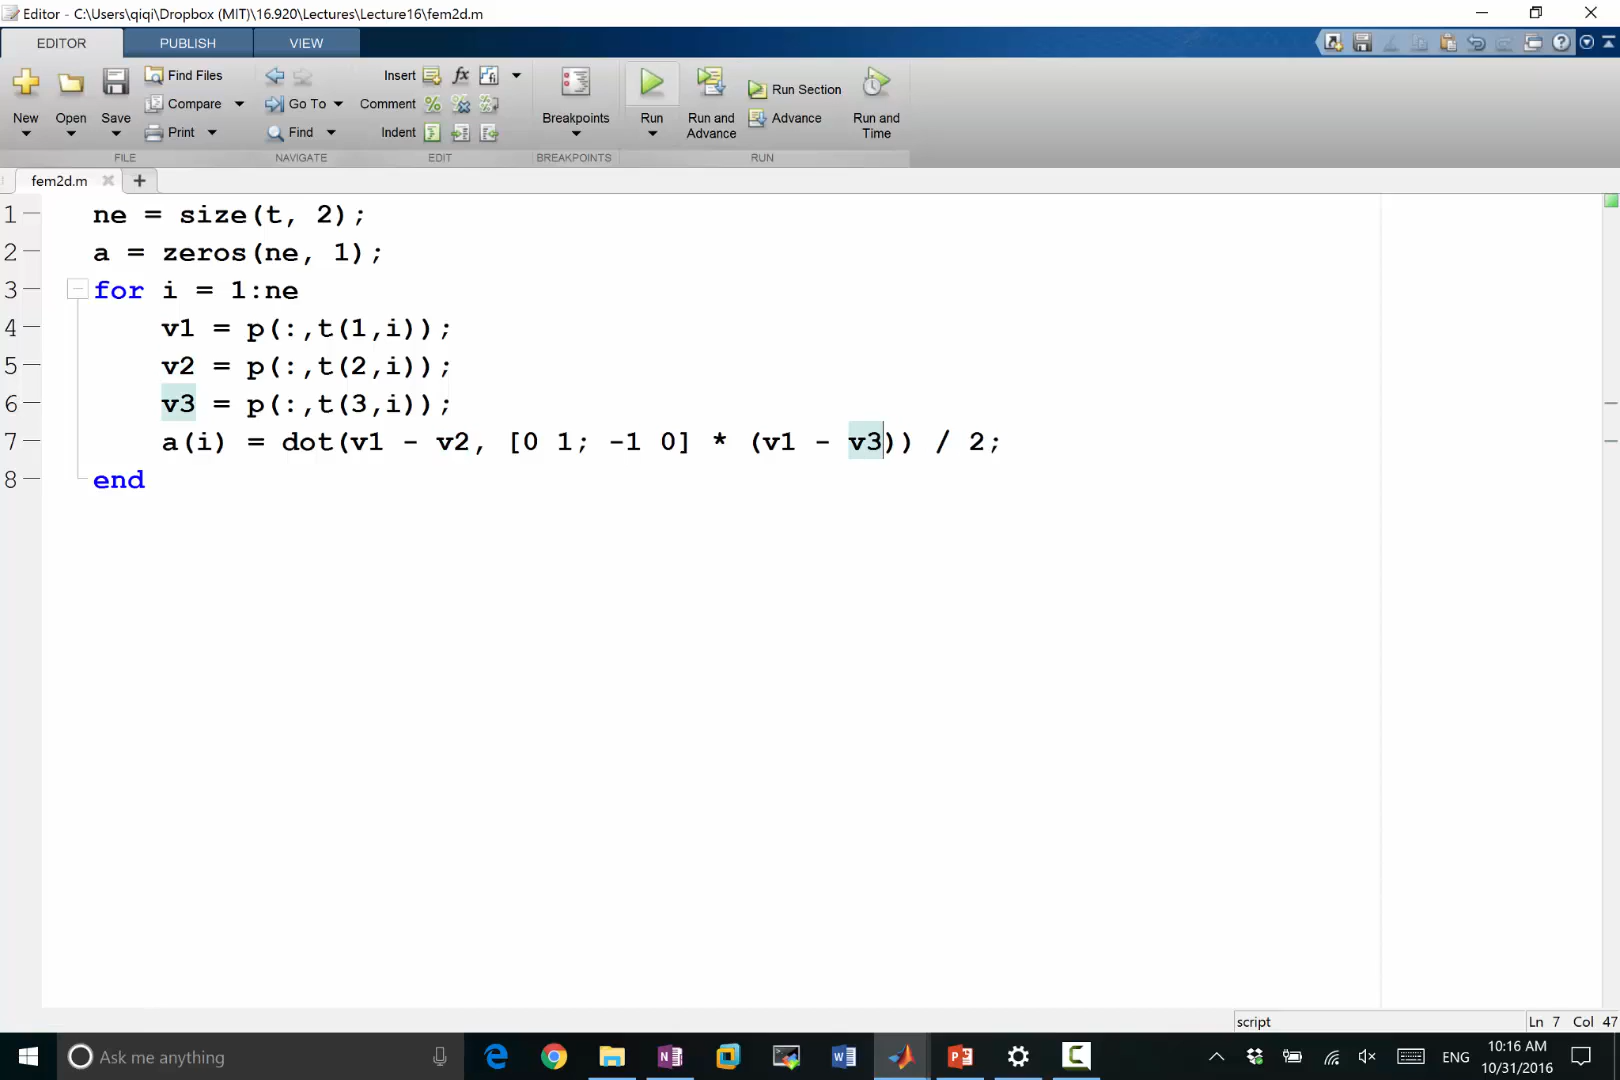 Editor - C:\Users\qiqi\Dropbox (MIT)\16.920\Lectures\Lecture16\fem2d.m
EDITOR PUBLISH VIEW
New
Open
Save
Find Files
Compare
Print
FILE
Go To
Find
NAVIGATE
Insert fx
Comment
Indent
EDIT
Breakpoints
BREAKPOINTS
Run
Run and
Advance
Run Section
Advance
Run and
Time
RUN
fem2d.m
1 ne = size(t, 2);
2 a = zeros(ne, 1);
3 for i = 1:ne
4 v1 = p(:,t(1,i));
5 v2 = p(:,t(2,i));
6 v3 = p(:,t(3,i));
7 a(i) = dot(v1 - v2, [0 1; -1 0] * (v1 - v3)) / 2;
8 end
script Ln 7 Col 47
Ask me anything
ENG
10:16 AM
10/31/2016